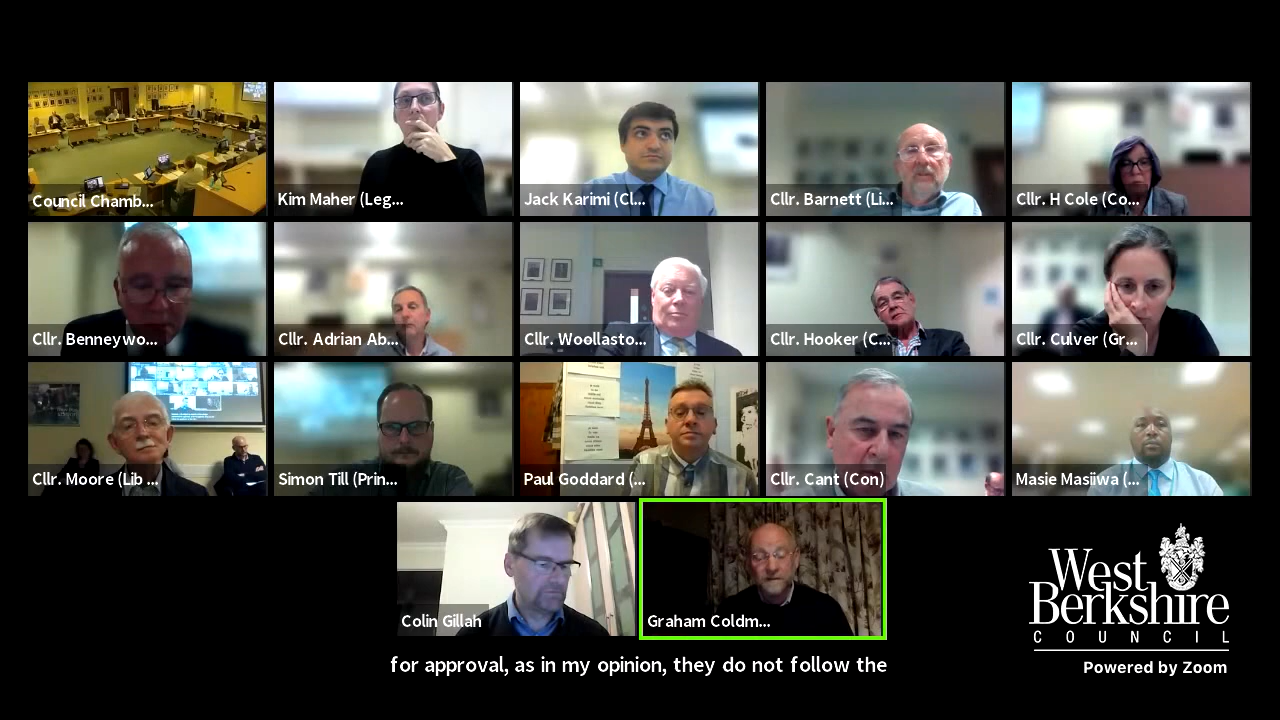 Council Chamb...
Kim Maher (Leg...
Jack Karimi (Cl...
Cllr. Barnett (Li...
Cllr. H Cole (Co...
Cllr. Benneywo...
Cllr. Adrian Ab...
Cllr. Woollasto...
Cllr. Hooker (C...
Cllr. Culver (Gr...
Cllr. Moore (Lib ...
Simon Till (Prin...
Paul Goddard (...
Cllr. Cant (Con)
Masie Masiiwa (...
Colin Gillah
Graham Coldm...
West
Berkshire
COUNCIL
Powered by Zoom
for approval, as in my opinion, they do not follow the